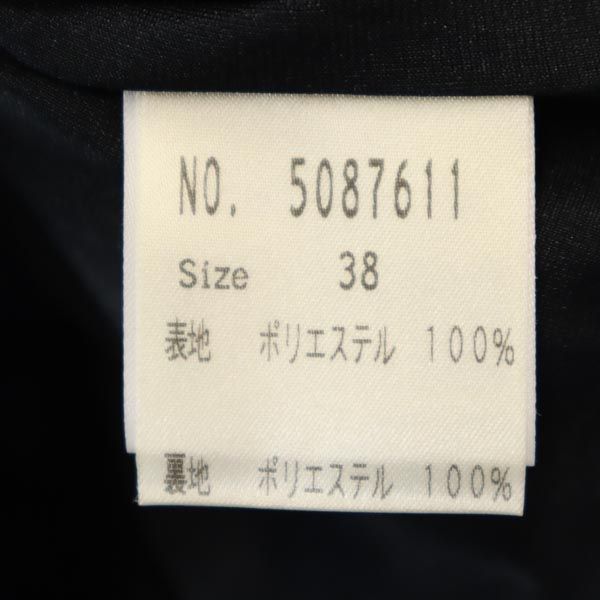 NO. 5087611
Size 38
表地 ポリエステル 100%
裏地 ポリエステル 100%